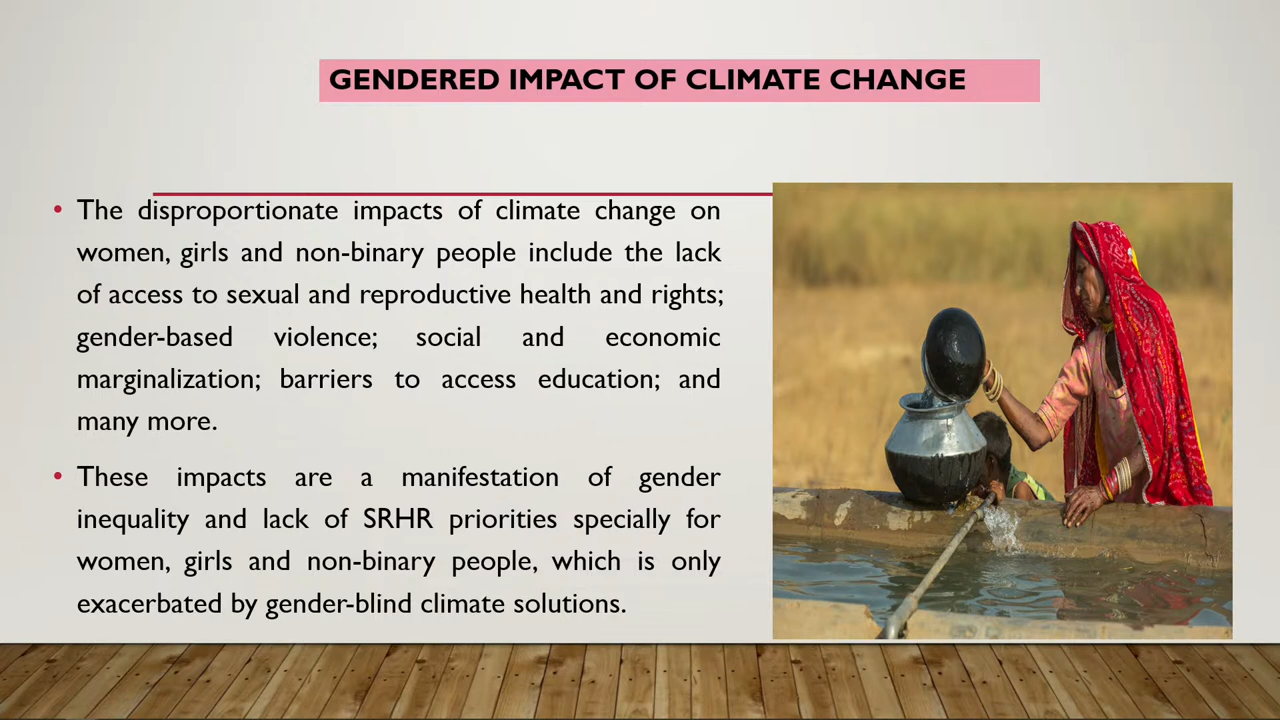 GENDERED IMPACT OF CLIMATE CHANGE
• The disproportionate impacts of climate change on
women, girls and non-binary people include the lack
of access to sexual and reproductive health and rights;
gender-based violence; social and economic
marginalization; barriers to access education; and
many more.
• These impacts are a manifestation of gender
inequality and lack of SRHR priorities specially for
women, girls and non-binary people, which is only
exacerbated by gender-blind climate solutions.